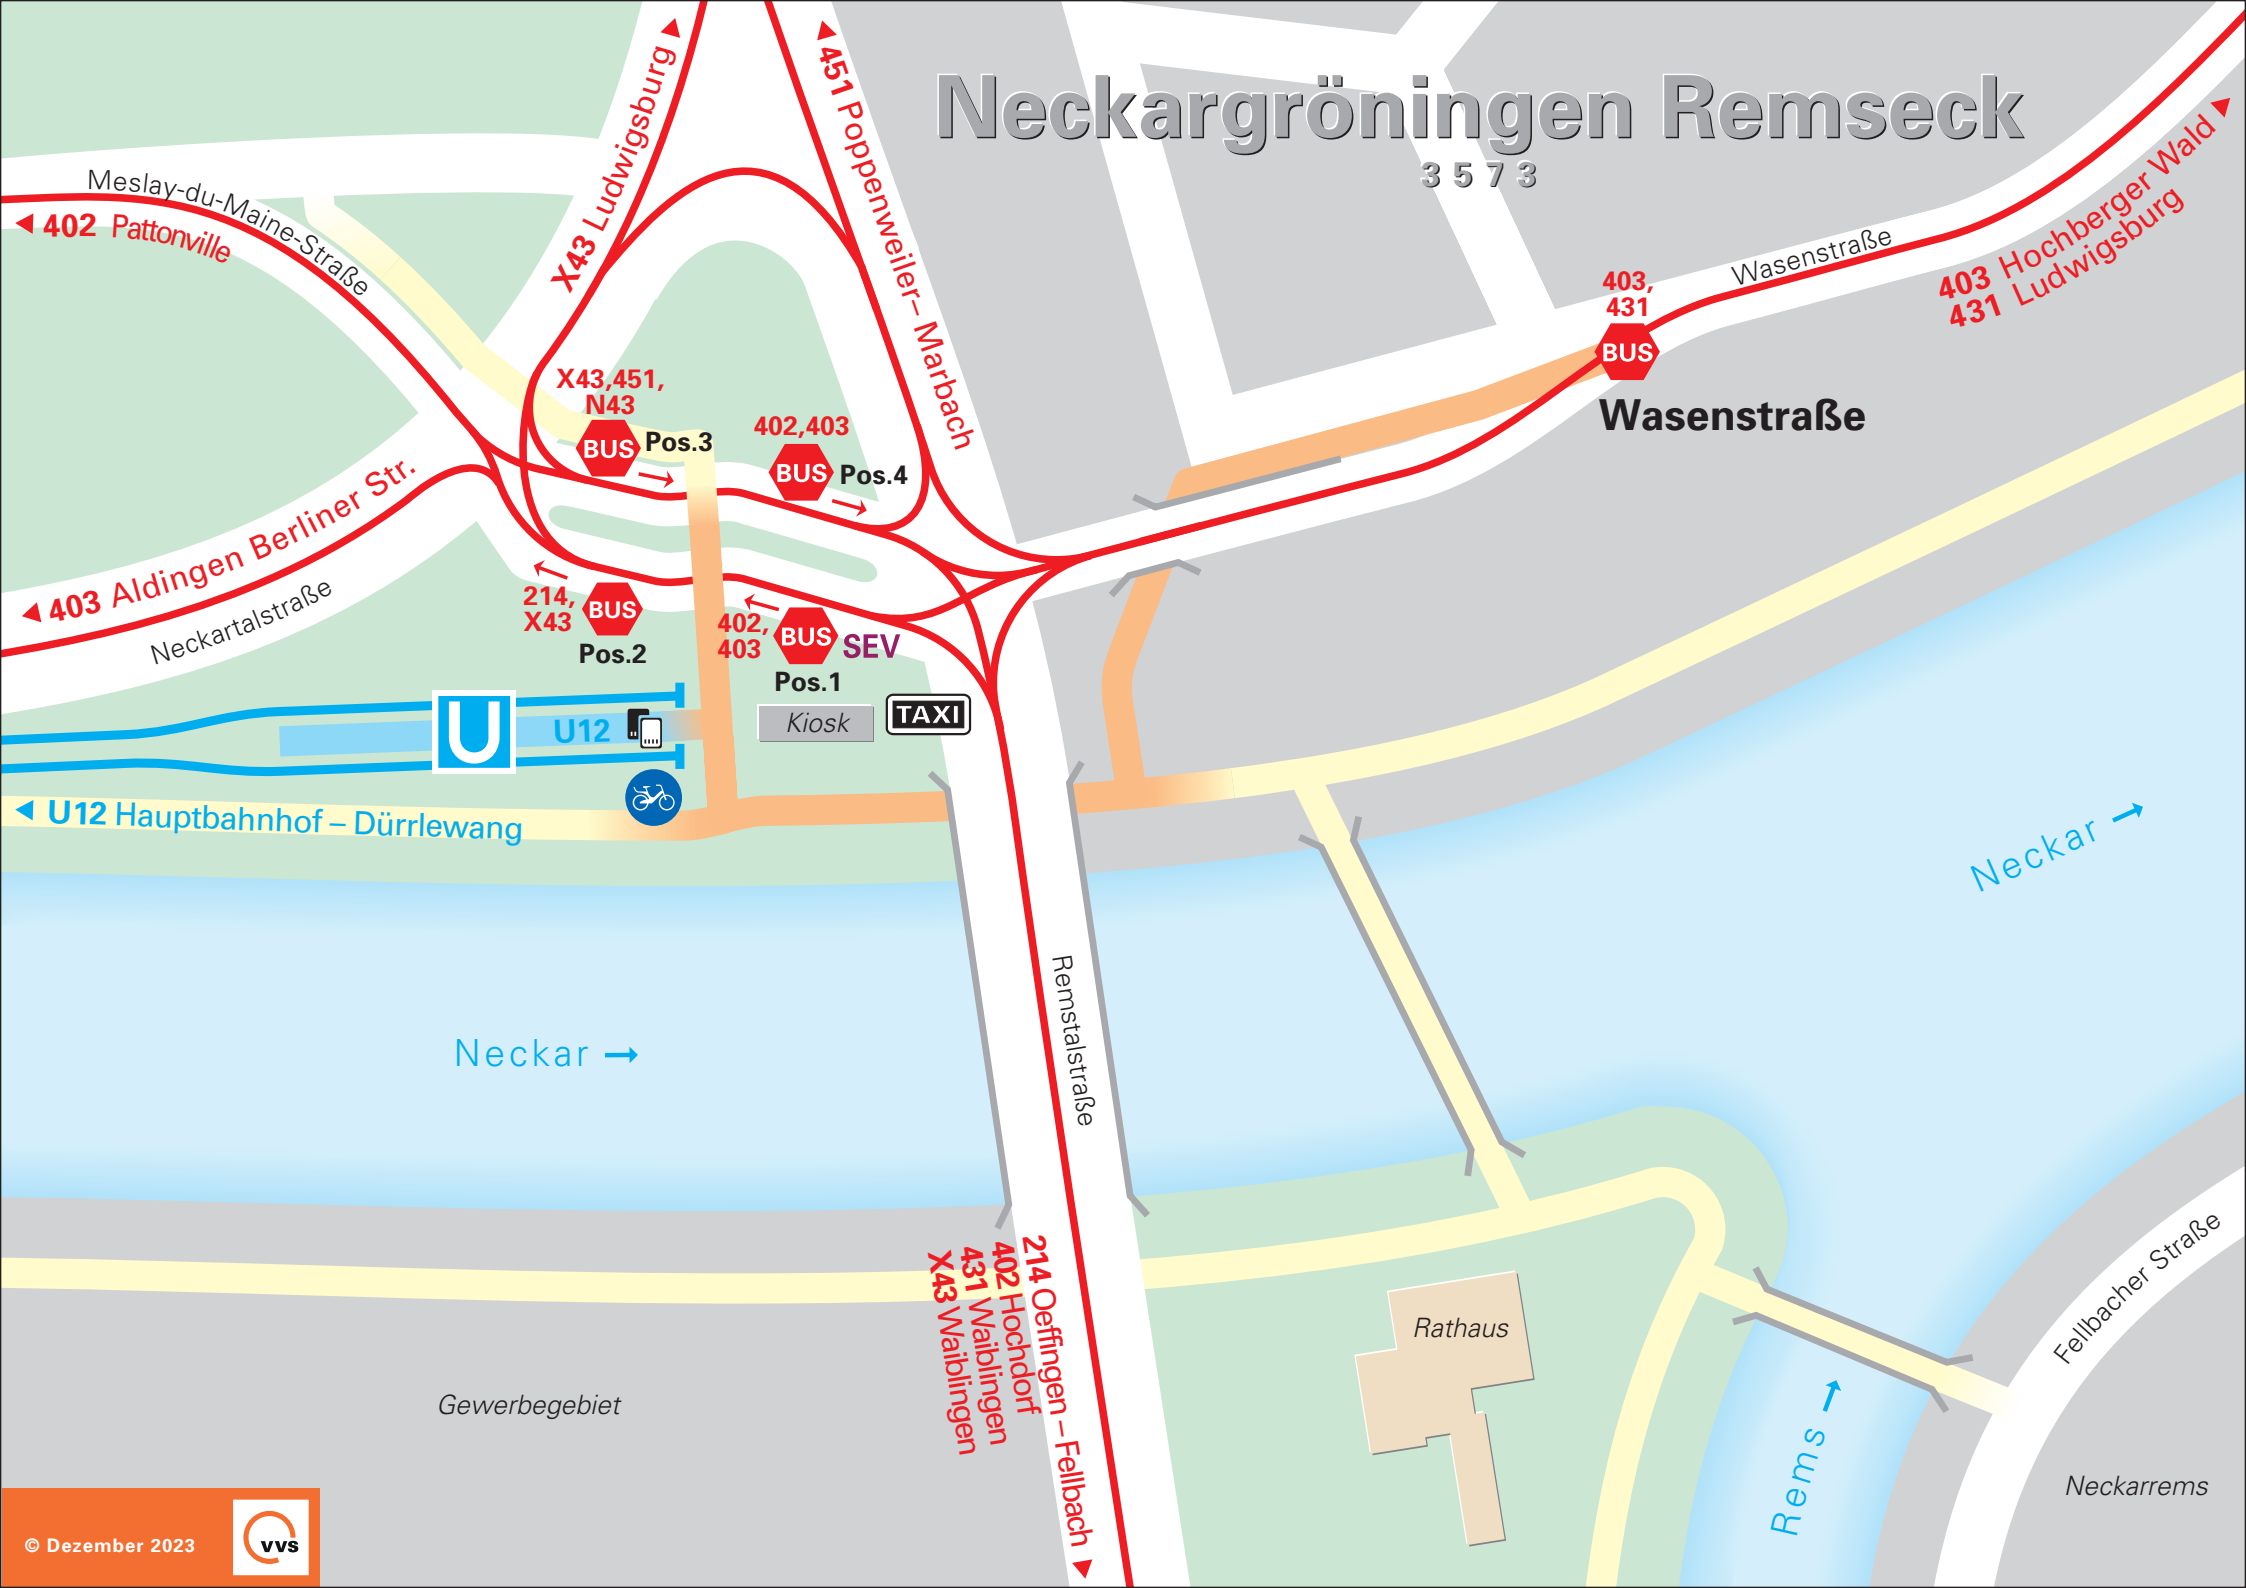 Neckargröningen Remseck
3573
X43 Ludwigsburg
451 Poppenweiler– Marbach
Meslay-du-Maine-Straße
402 Pattonville
Wasenstraße
403 Hochberger Wald
431 Ludwigsburg
403,
431
BUS
Wasenstraße
X43,451,
N43
BUS
Pos.3
402,403
BUS
Pos.4
403 Aldingen Berliner Str.
Neckartalstraße
214,
X43
BUS
Pos.2
402,
403
BUS
SEV
Pos.1
U
U12
Kiosk
TAXI
U12 Hauptbahnhof – Dürrlewang
Neckar
Neckar
Remstalstraße
214 Oeffingen – Fellbach
402 Hochdorf
431 Waiblingen
X43 Waiblingen
Rathaus
Fellbacher Straße
Gewerbegebiet
Rems
Neckarrems
© Dezember 2023
vvs